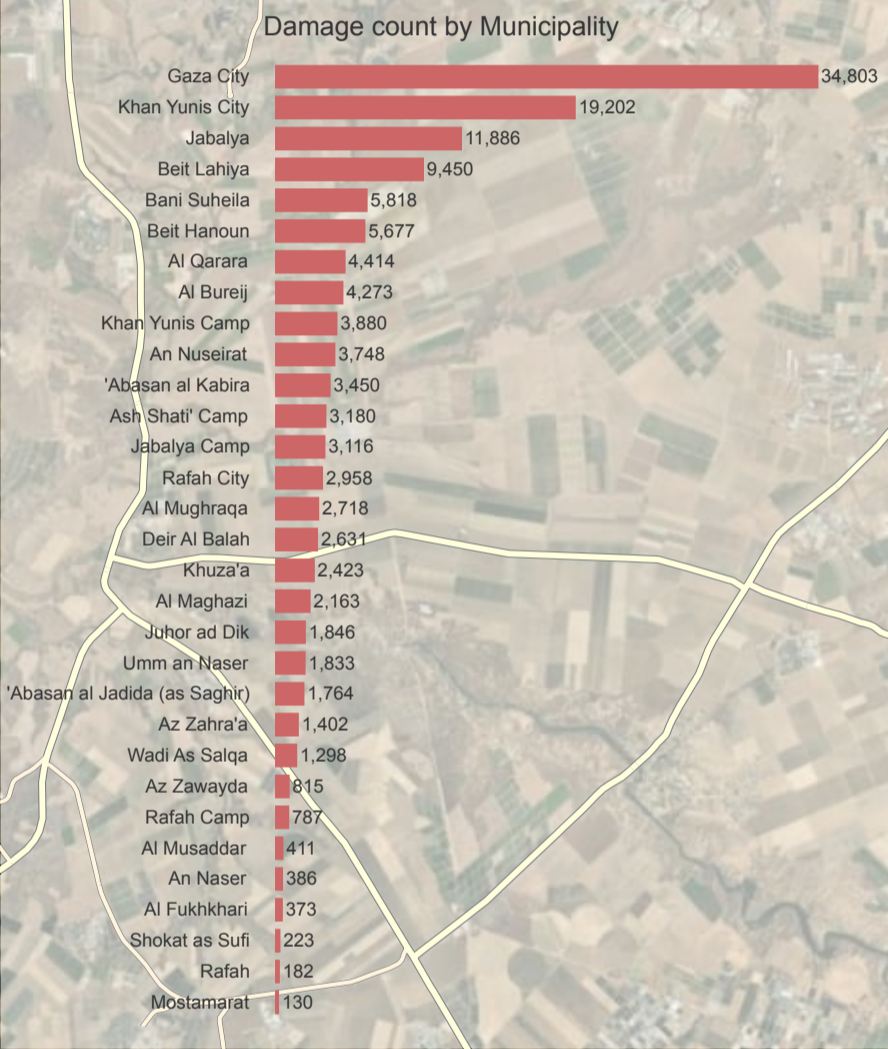 Damage count by Municipality
Gaza City 34,803
Khan Yunis City 19,202
Jabalya 11,886
Beit Lahiya 9,450
Bani Suheila 5,818
Beit Hanoun 5,677
Al Qarara 4,414
Al Bureij 4,273
Khan Yunis Camp 3,880
An Nuseirat 3,748
'Abasan al Kabira 3,450
Ash Shati' Camp 3,180
Jabalya Camp 3,116
Rafah City 2,958
Al Mughraqa 2,718
Deir Al Balah 2,631
Khuza'a 2,423
Al Maghazi 2,163
Juhor ad Dik 1,846
Umm an Naser 1,833
'Abasan al Jadida (as Saghir) 1,764
Az Zahra'a 1,402
Wadi As Salqa 1,298
Az Zawayda 815
Rafah Camp 787
Al Musaddar 411
An Naser 386
Al Fukhkhari 373
Shokat as Sufi 223
Rafah 182
Mostamarat 130